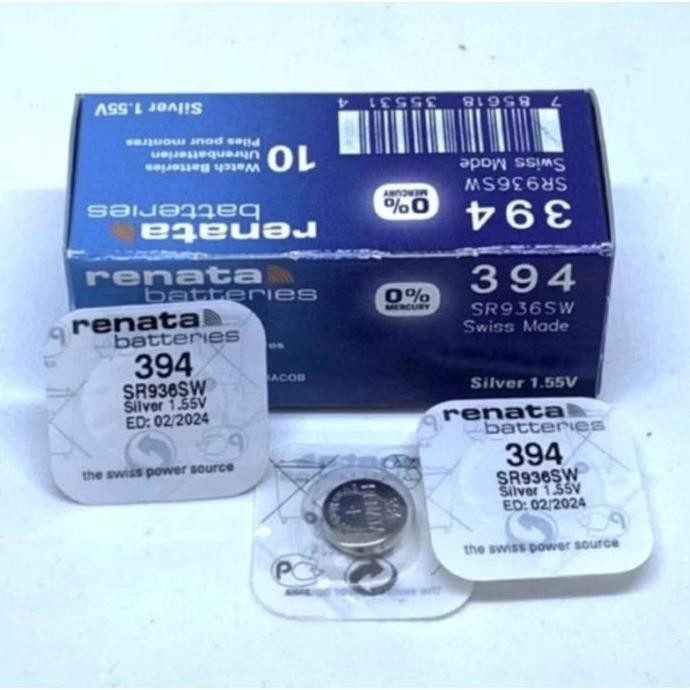 Silver 1.55V
7 85618 35531 4
10
Watch Batteries
Uhrenbatterien
Piles pour montres
Swiss Made
SR936SW
394
0%
MERCURY
renata
batteries
renata
batteries
0%
MERCURY
394
SR936SW
Swiss Made
Silver 1.55V
renata
batteries
394
SR936SW
Silver 1.55V
ED: 02/2024
the swiss power source
renata
batteries
394
SR936SW
Silver 1.55V
ED: 02/2024
the swiss power source